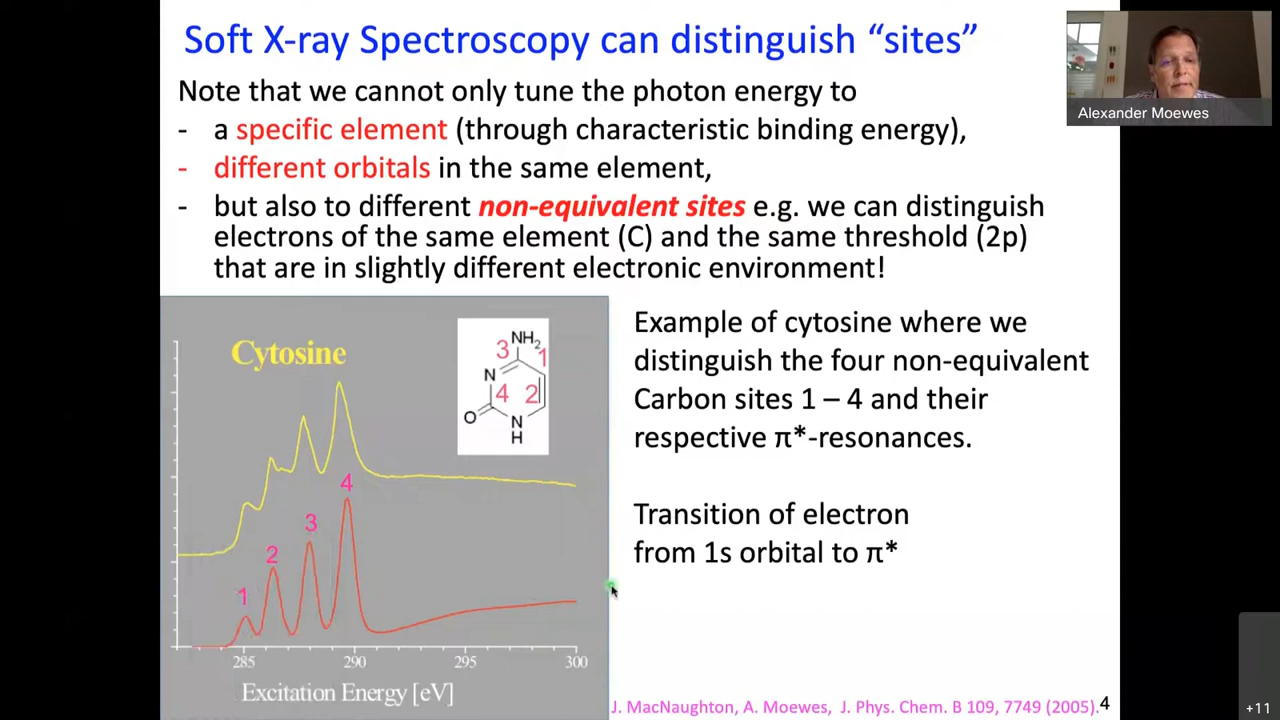 Soft X-ray Spectroscopy can distinguish “sites”
Alexander Moewes
Note that we cannot only tune the photon energy to
- a specific element (through characteristic binding energy),
- different orbitals in the same element,
- but also to different non-equivalent sites e.g. we can distinguish
electrons of the same element (C) and the same threshold (2p)
that are in slightly different electronic environment!
Cytosine
NH2
3
1
N
4
2
O
N
H
4
3
2
1
285
290
295
300
Excitation Energy [eV]
Example of cytosine where we
distinguish the four non-equivalent
Carbon sites 1 – 4 and their
respective π*-resonances.
Transition of electron
from 1s orbital to π*
J. MacNaughton, A. Moewes, J. Phys. Chem. B 109, 7749 (2005).
4
+11